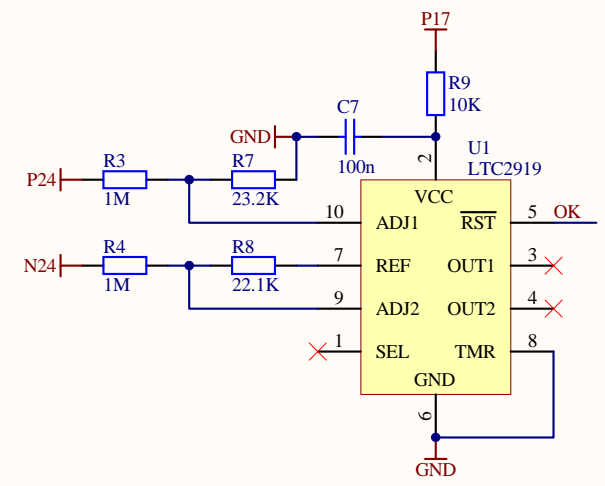 P17
R9
10K
C7
100n
GND
U1
LTC2919
P24
R3
1M
R7
23.2K
2
VCC
10
ADJ1
RST
5
OK
N24
R4
1M
R8
22.1K
7
REF
OUT1
3
9
ADJ2
OUT2
4
1
SEL
TMR
8
GND
6
GND